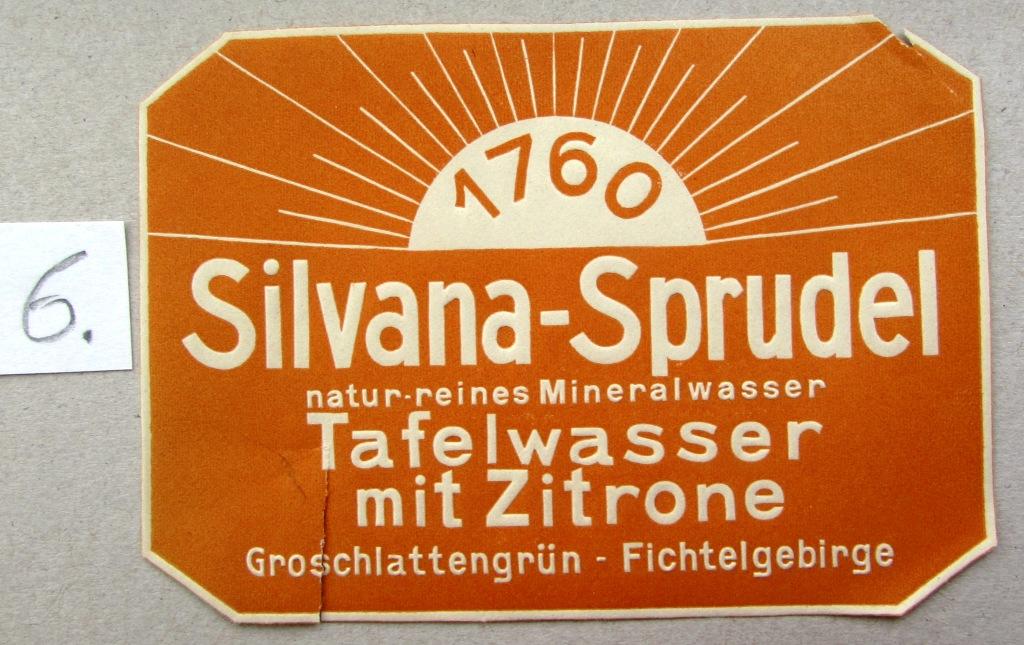 1760
6.
Silvana-Sprudel
natur-reines Mineralwasser
Tafelwasser
mit Zitrone
Groschlattengrün - Fichtelgebirge